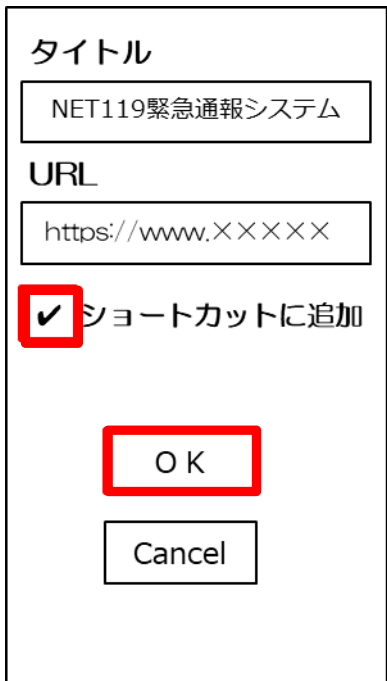 タイトル
NET119緊急通報システム
URL
https://www.×××××
✔ ショートカットに追加
OK
Cancel